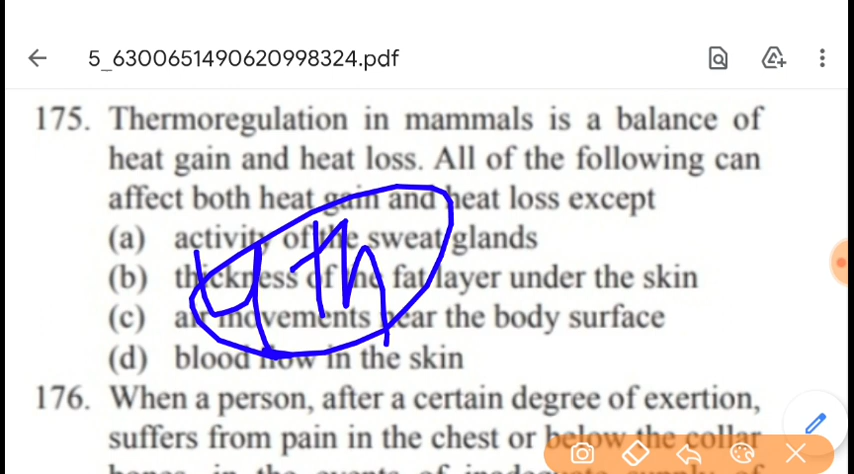 5_6300651490620998324.pdf
175. Thermoregulation in mammals is a balance of
heat gain and heat loss. All of the following can
affect both heat gain and heat loss except
(a) activity of the sweat glands
(b) thickness of the fat layer under the skin
(c) air movements near the body surface
(d) blood flow in the skin
176. When a person, after a certain degree of exertion,
suffers from pain in the chest or below the collar